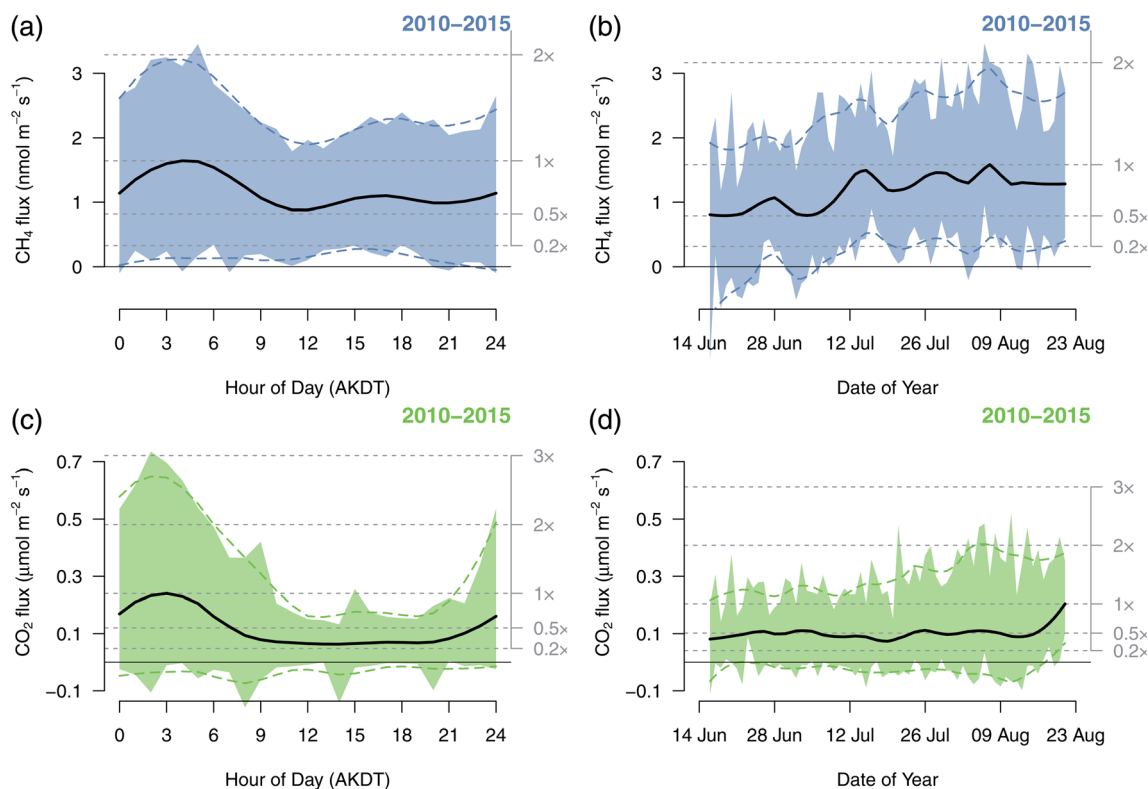 (a)
2010−2015
CH4 flux (nmol m−2 s−1)
3
2
1
0
2×
1×
0.5×
0.2×
0 3 6 9 12 15 18 21 24
Hour of Day (AKDT)
(b)
2010−2015
CH4 flux (nmol m−2 s−1)
3
2
1
0
2×
1×
0.5×
0.2×
14 Jun 28 Jun 12 Jul 26 Jul 09 Aug 23 Aug
Date of Year
(c)
2010−2015
CO2 flux (μmol m−2 s−1)
0.7
0.5
0.3
0.1
−0.1
3×
2×
1×
0.5×
0.2×
0 3 6 9 12 15 18 21 24
Hour of Day (AKDT)
(d)
2010−2015
CO2 flux (μmol m−2 s−1)
0.7
0.5
0.3
0.1
−0.1
3×
2×
1×
0.5×
0.2×
14 Jun 28 Jun 12 Jul 26 Jul 09 Aug 23 Aug
Date of Year